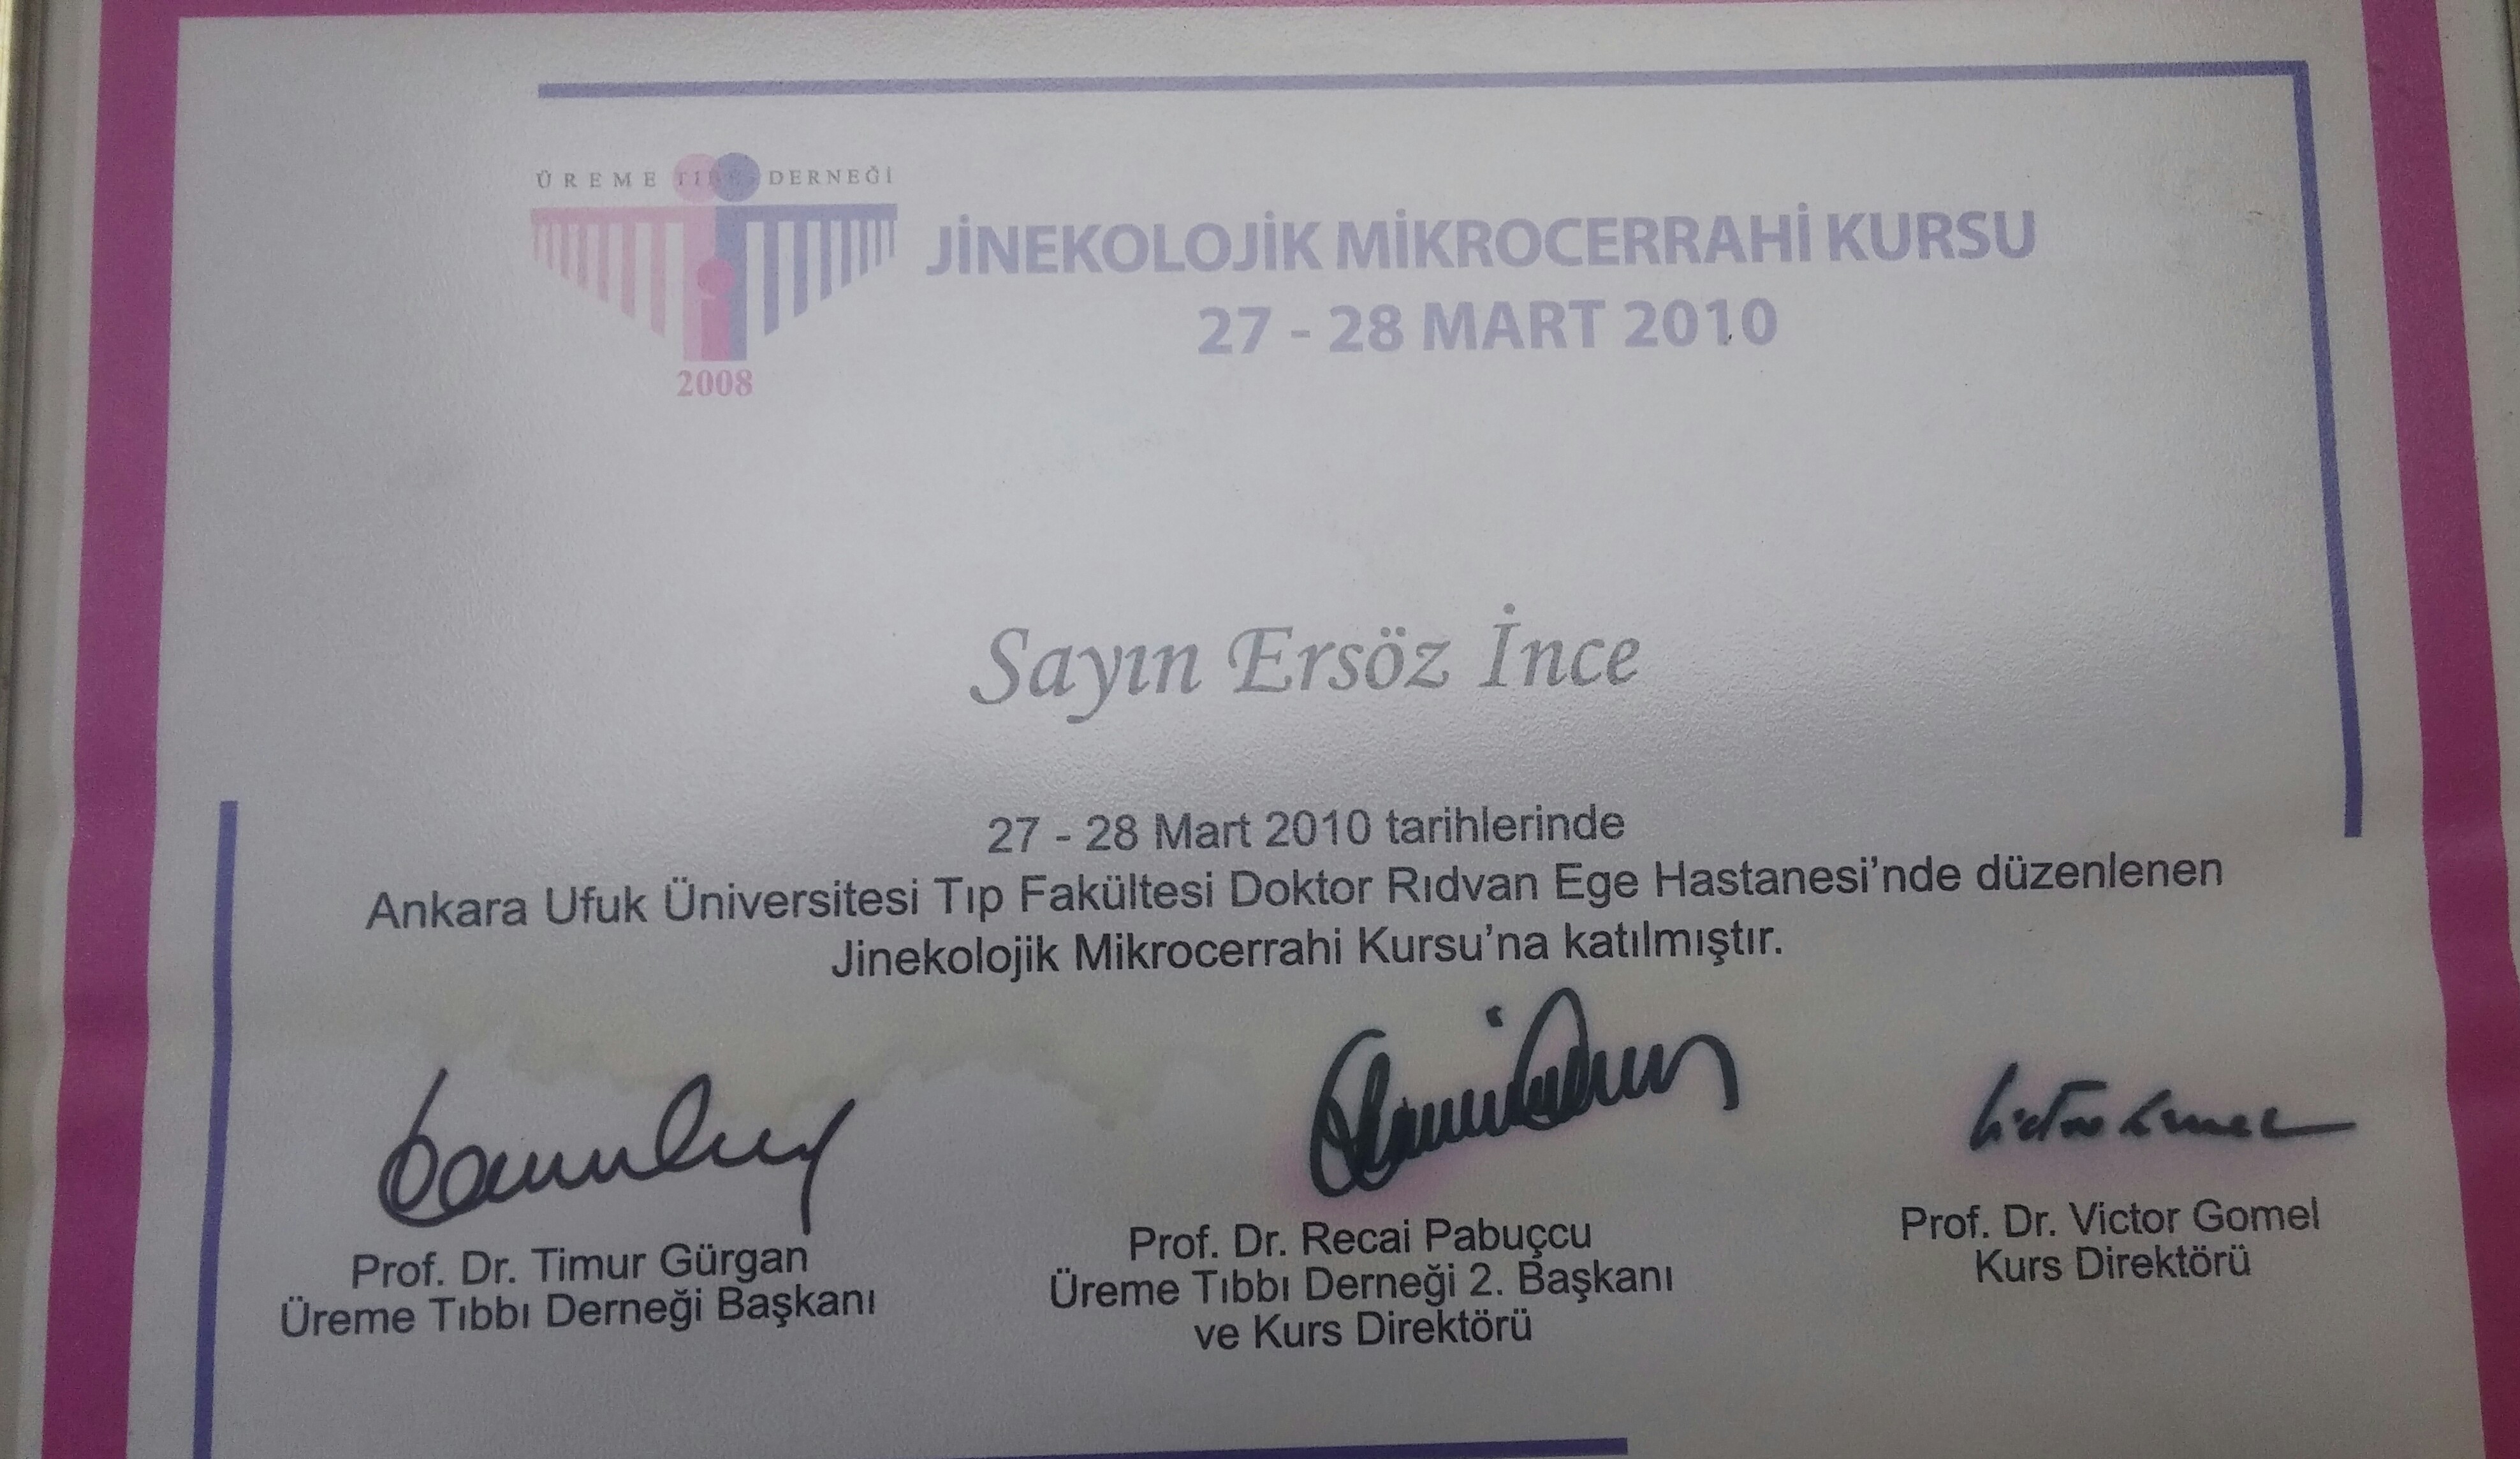 ÜREME TIBBI DERNEĞİ
2008
JİNEKOLOJİK MİKROCERRAHİ KURSU
27 - 28 MART 2010
Sayın Ersöz İnce
27 - 28 Mart 2010 tarihlerinde
Ankara Ufuk Üniversitesi Tıp Fakültesi Doktor Rıdvan Ege Hastanesi'nde düzenlenen
Jinekolojik Mikrocerrahi Kursu'na katılmıştır.
Prof. Dr. Timur Gürgan
Üreme Tıbbı Derneği Başkanı
Prof. Dr. Recai Pabuçcu
Üreme Tıbbı Derneği 2. Başkanı
ve Kurs Direktörü
Prof. Dr. Victor Gomel
Kurs Direktörü